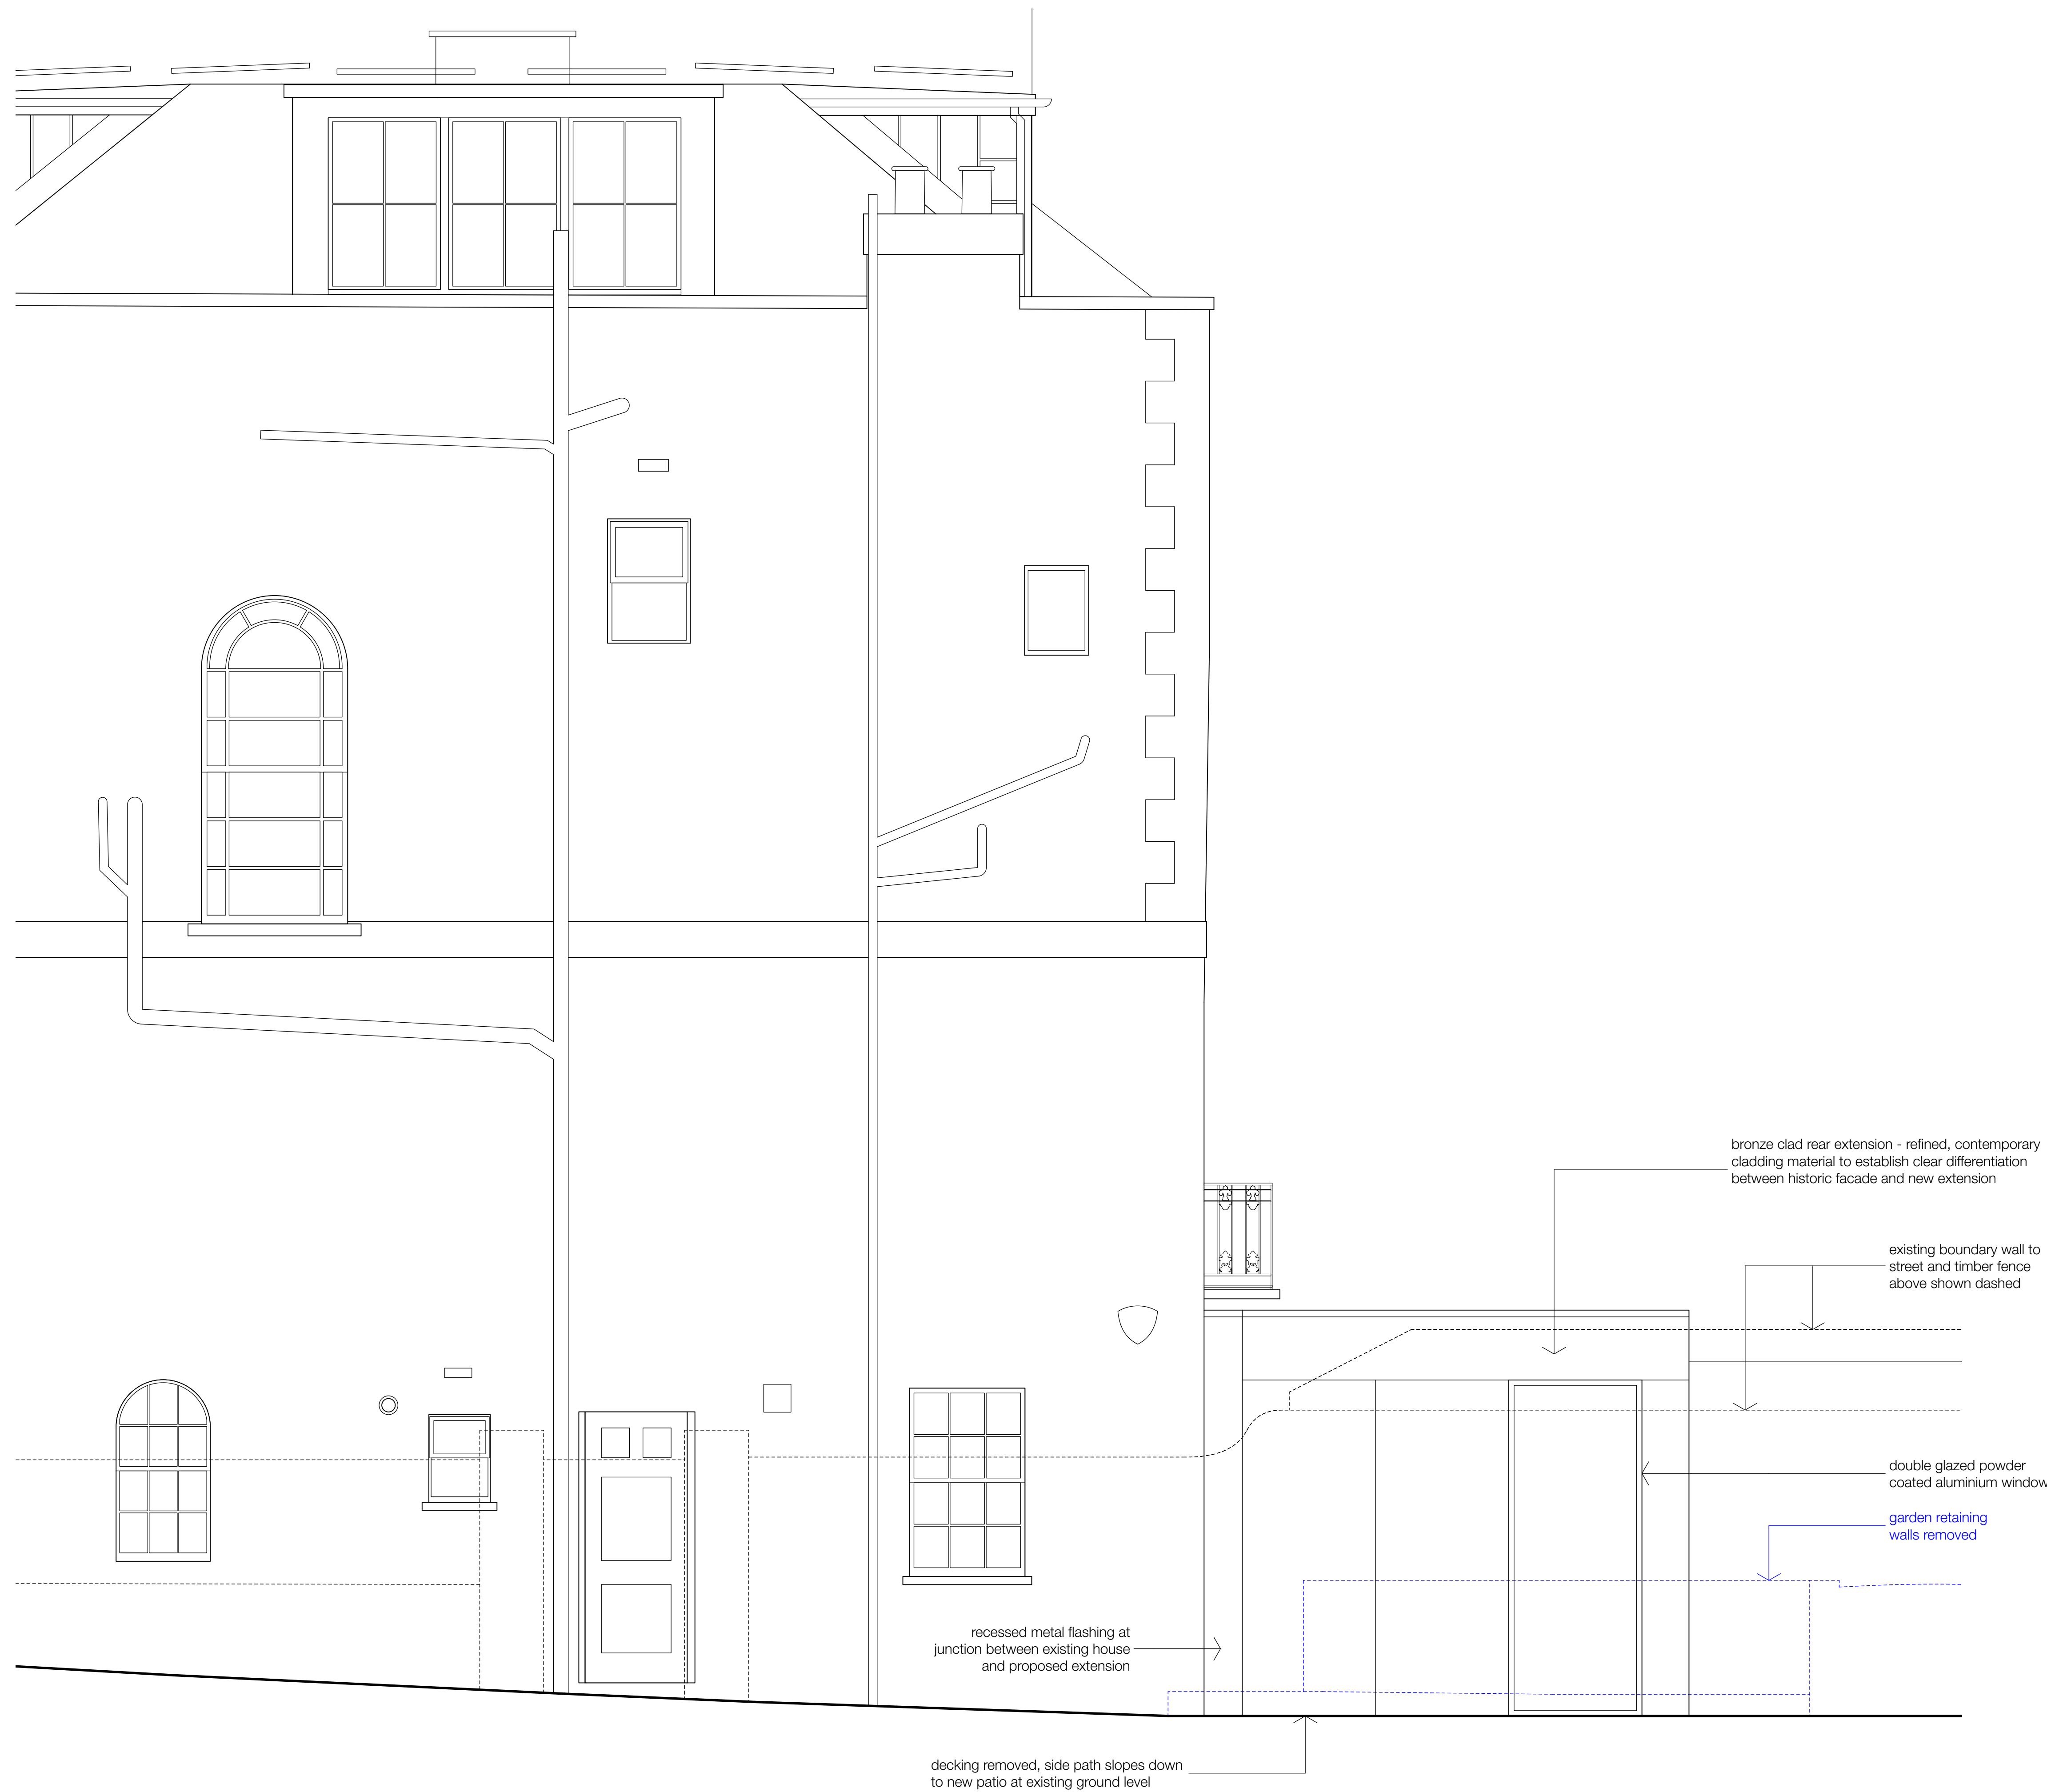 bronze clad rear extension - refined, contemporary
cladding material to establish clear differentiation
between historic facade and new extension
existing boundary wall to
street and timber fence
above shown dashed
double glazed powder
coated aluminium window
garden retaining
walls removed
recessed metal flashing at
junction between existing house
and proposed extension
decking removed, side path slopes down
to new patio at existing ground level